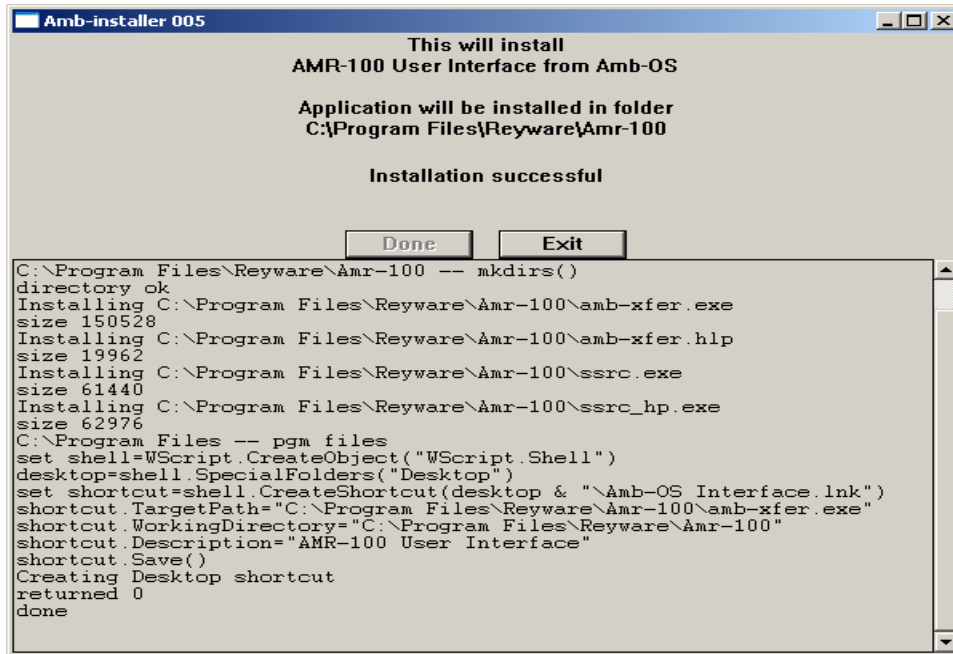 Amb-installer 005
This will install
AMR-100 User Interface from Amb-OS
Application will be installed in folder
C:\Program Files\Reyware\Amr-100
Installation successful
Done Exit
C:\Program Files\Reyware\Amr-100 -- mkdirs()
directory ok
Installing C:\Program Files\Reyware\Amr-100\amb-xfer.exe
size 150528
Installing C:\Program Files\Reyware\Amr-100\amb-xfer.hlp
size 19962
Installing C:\Program Files\Reyware\Amr-100\ssrc.exe
size 61440
Installing C:\Program Files\Reyware\Amr-100\ssrc_hp.exe
size 62976
C:\Program Files -- pgm files
set shell=WScript.CreateObject("WScript.Shell")
desktop=shell.SpecialFolders("Desktop")
set shortcut=shell.CreateShortcut(desktop & "\Amb-OS Interface.lnk")
shortcut.TargetPath="C:\Program Files\Reyware\Amr-100\amb-xfer.exe"
shortcut.WorkingDirectory="C:\Program Files\Reyware\Amr-100"
shortcut.Description="AMR-100 User Interface"
shortcut.Save()
Creating Desktop shortcut
returned 0
done